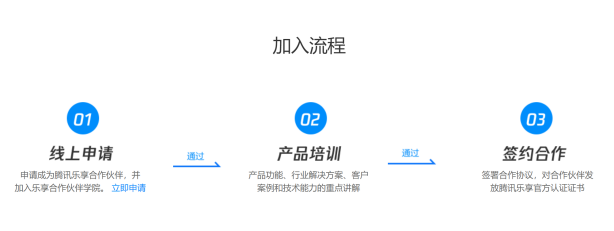 加入流程
01
线上申请
申请成为腾讯乐享合作伙伴，并
加入乐享合作伙伴学院。 立即申请
通过
02
产品培训
产品功能、行业解决方案、客户
案例和技术能力的重点讲解
通过
03
签约合作
签署合作协议，对合作伙伴发
放腾讯乐享官方认证证书